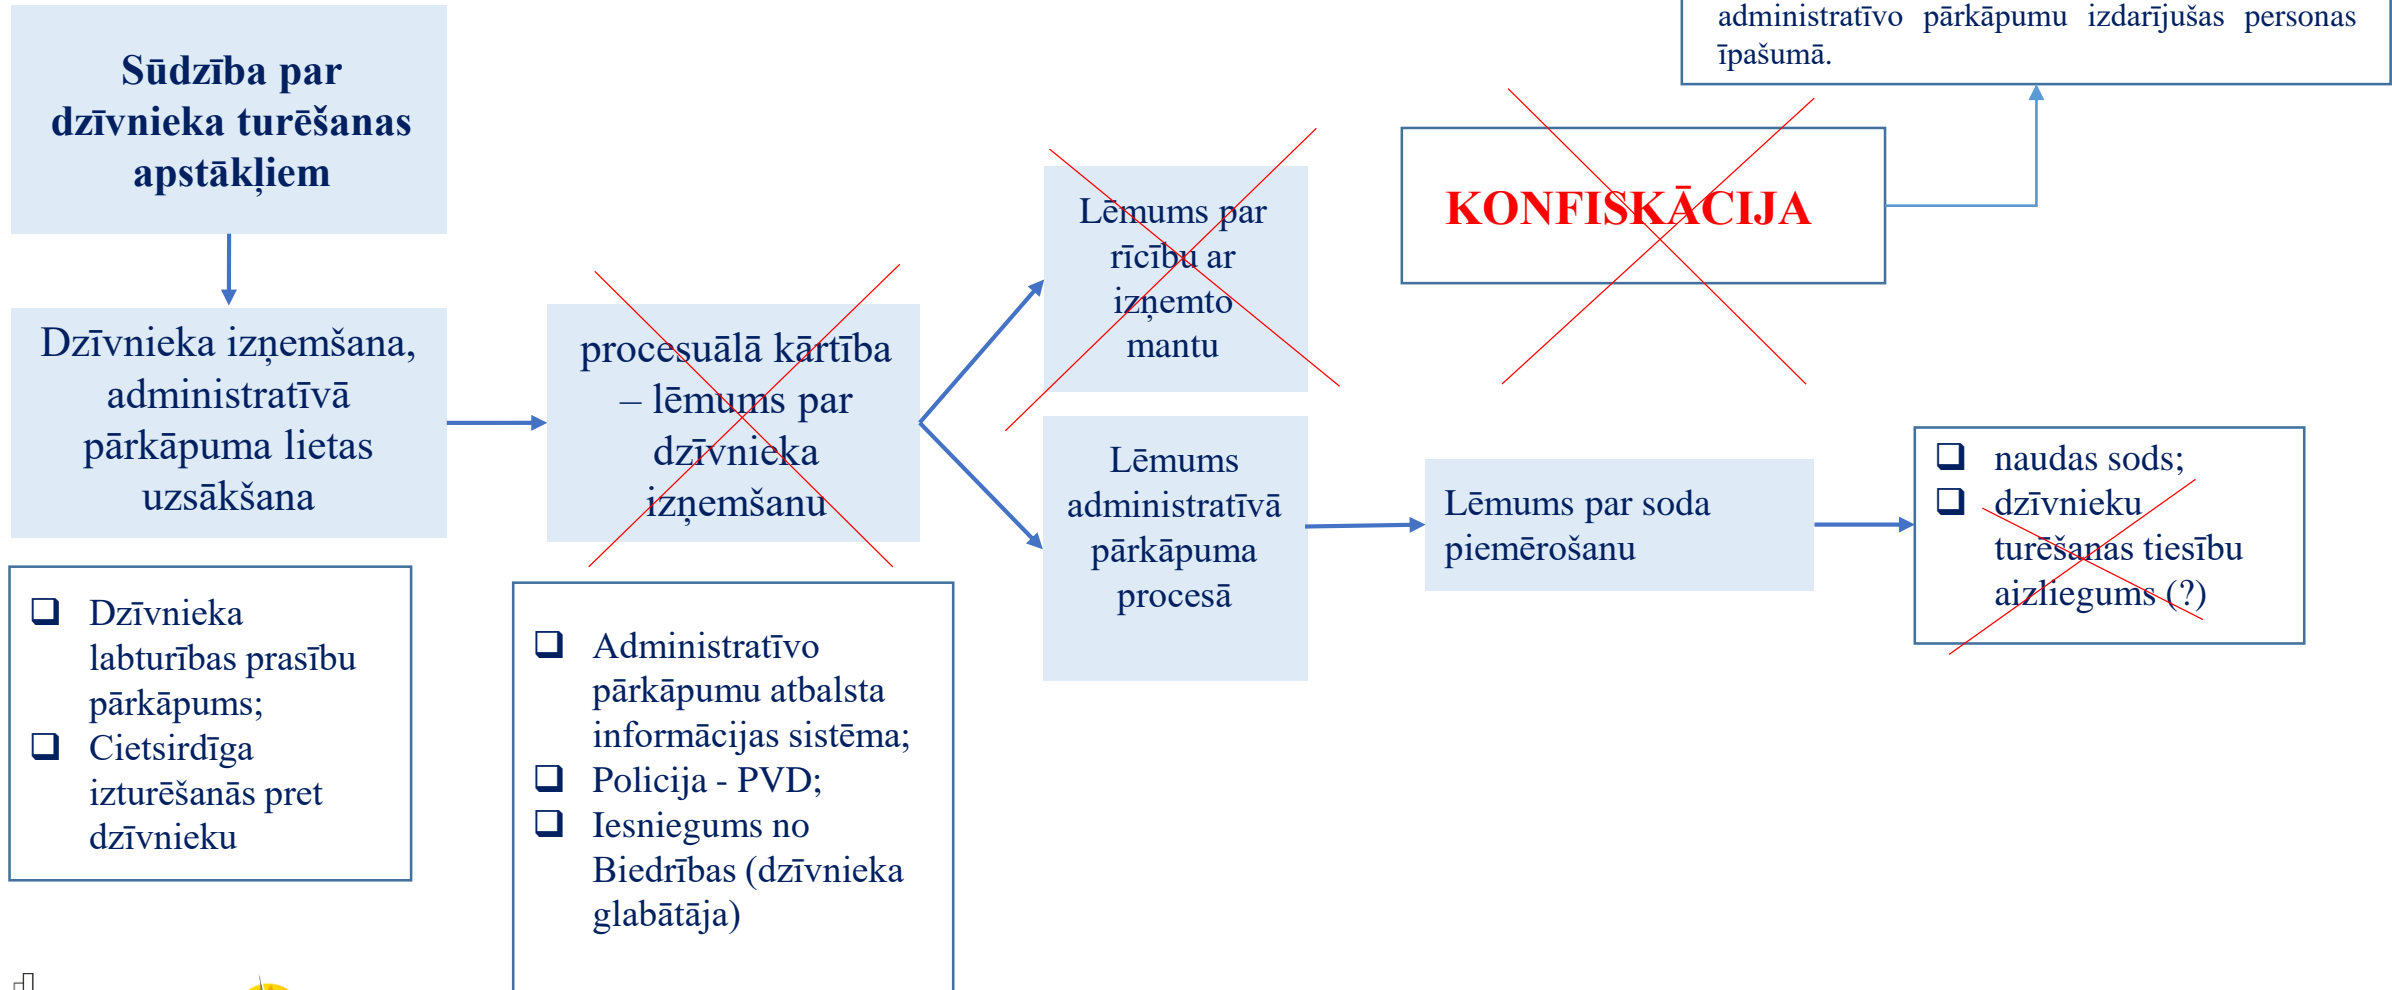 administratīvo pārkāpumu izdarījušas personas
īpašumā.
Sūdzība par
dzīvnieka turēšanas
apstākļiem
KONFISKĀCIJA
Lēmums par
rīcību ar
izņemto
mantu
Dzīvnieka izņemšana,
administratīvā
pārkāpuma lietas
uzsākšana
procesuālā kārtība
– lēmums par
dzīvnieka
izņemšanu
Lēmums
administratīvā
pārkāpuma
procesā
Lēmums par soda
piemērošanu
❑ naudas sods;
❑ dzīvnieku
turēšanas tiesību
aizliegums (?)
❑ Dzīvnieka
labturības prasību
pārkāpums;
❑ Cietsirdīga
izturēšanās pret
dzīvnieku
❑ Administratīvo
pārkāpumu atbalsta
informācijas sistēma;
❑ Policija - PVD;
❑ Iesniegums no
Biedrības (dzīvnieka
glabātāja)